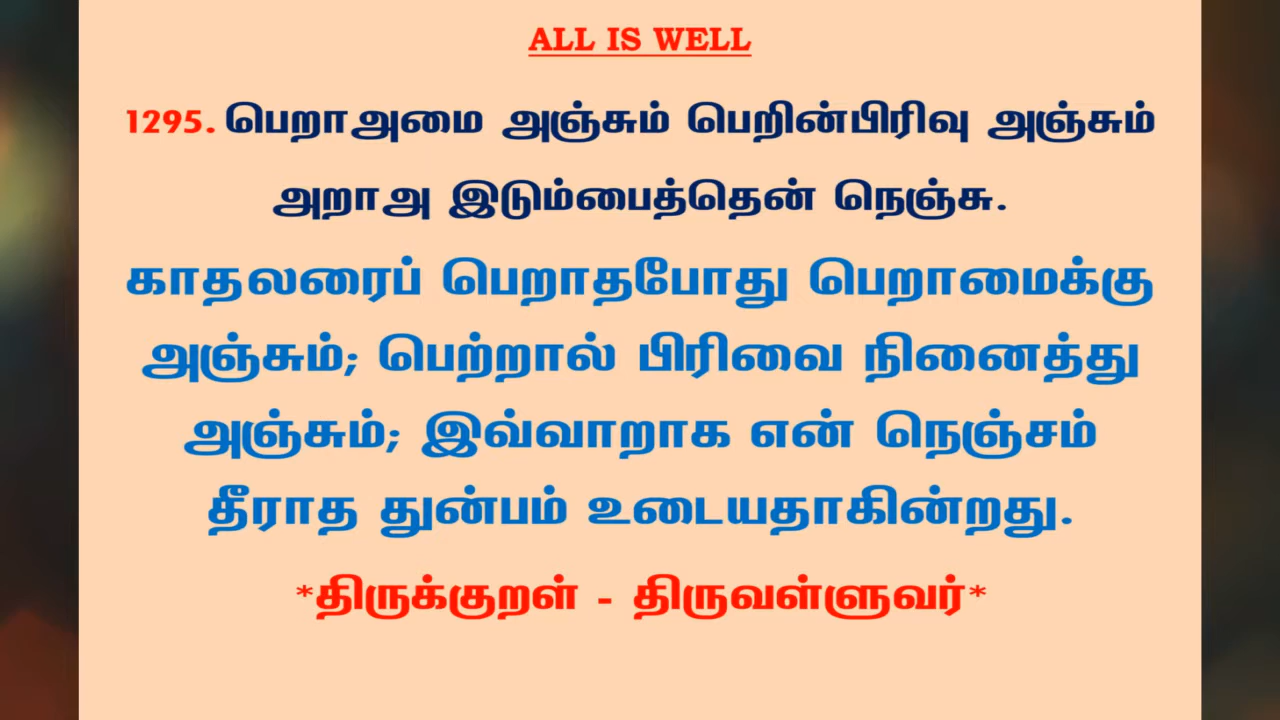 ALL IS WELL
1295. பெறாஅமை அஞ்சும் பெறின்பிரிவு அஞ்சும்
அறாஅ இடும்பைத்தென் நெஞ்சு.
காதலரைப் பெறாதபோது பெறாமைக்கு
அஞ்சும்; பெற்றால் பிரிவை நினைத்து
அஞ்சும்; இவ்வாறாக என் நெஞ்சம்
தீராத துன்பம் உடையதாகின்றது.
*திருக்குறள் - திருவள்ளுவர்*